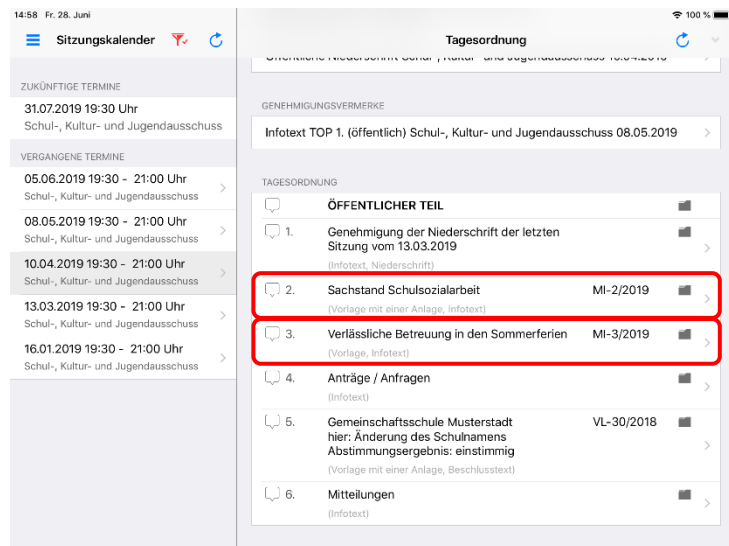 14:58 Fr. 28. Juni
100 %
Sitzungskalender
Tagesordnung
ZUKÜNFTIGE TERMINE
31.07.2019 19:30 Uhr
Schul-, Kultur- und Jugendausschuss
VERGANGENE TERMINE
05.06.2019 19:30 - 21:00 Uhr
Schul-, Kultur- und Jugendausschuss
08.05.2019 19:30 - 21:00 Uhr
Schul-, Kultur- und Jugendausschuss
10.04.2019 19:30 - 21:00 Uhr
Schul-, Kultur- und Jugendausschuss
13.03.2019 19:30 - 21:00 Uhr
Schul-, Kultur- und Jugendausschuss
16.01.2019 19:30 - 21:00 Uhr
Schul-, Kultur- und Jugendausschuss
GENEHMIGUNGSVERMERKE
Infotext TOP 1. (öffentlich) Schul-, Kultur- und Jugendausschuss 08.05.2019
TAGESORDNUNG
ÖFFENTLICHER TEIL
1. Genehmigung der Niederschrift der letzten
Sitzung vom 13.03.2019
(Infotext, Niederschrift)
2. Sachstand Schulsozialarbeit MI-2/2019
(Vorlage mit einer Anlage, Infotext)
3. Verlässliche Betreuung in den Sommerferien MI-3/2019
(Vorlage, Infotext)
4. Anträge / Anfragen
(Infotext)
5. Gemeinschaftsschule Musterstadt VL-30/2018
hier: Änderung des Schulnamens
Abstimmungsergebnis: einstimmig
(Vorlage mit einer Anlage, Beschlusstext)
6. Mitteilungen
(Infotext)